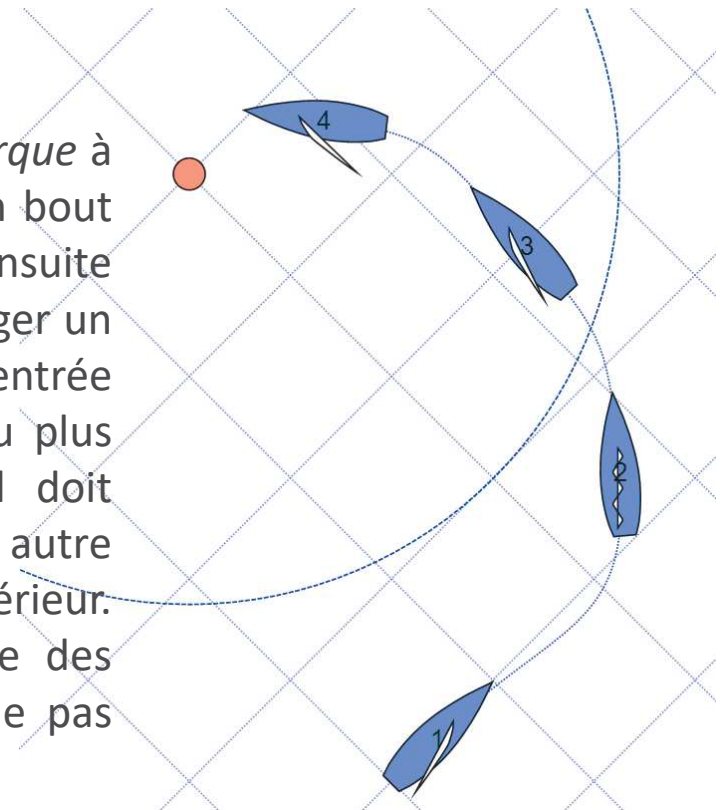 rque à
n bout
nsuite
ger un
entrée
u plus
l doit
autre
érieur.
e des
e pas
4
3
2
1